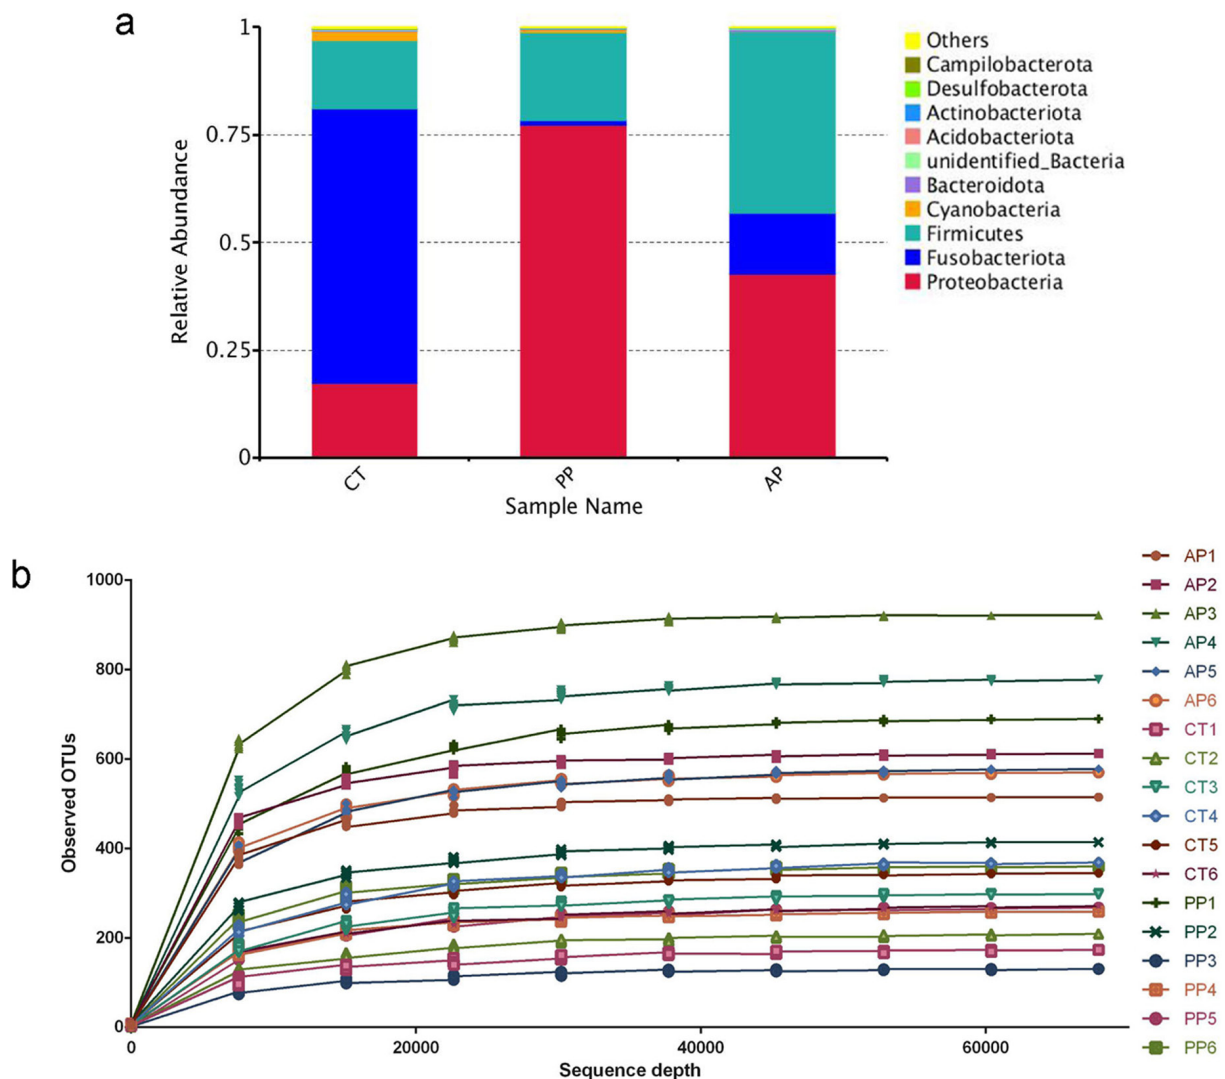 a
1
0.75
0.5
0.25
0
Relative Abundance
CT
PP
AP
Sample Name
Others
Campilobacterota
Desulfobacterota
Actinobacteriota
Acidobacteriota
unidentified_Bacteria
Bacteroidota
Cyanobacteria
Firmicutes
Fusobacteriota
Proteobacteria
b
1000
800
600
400
200
0
Observed OTUs
0
20000
40000
60000
Sequence depth
AP1
AP2
AP3
AP4
AP5
AP6
CT1
CT2
CT3
CT4
CT5
CT6
PP1
PP2
PP3
PP4
PP5
PP6